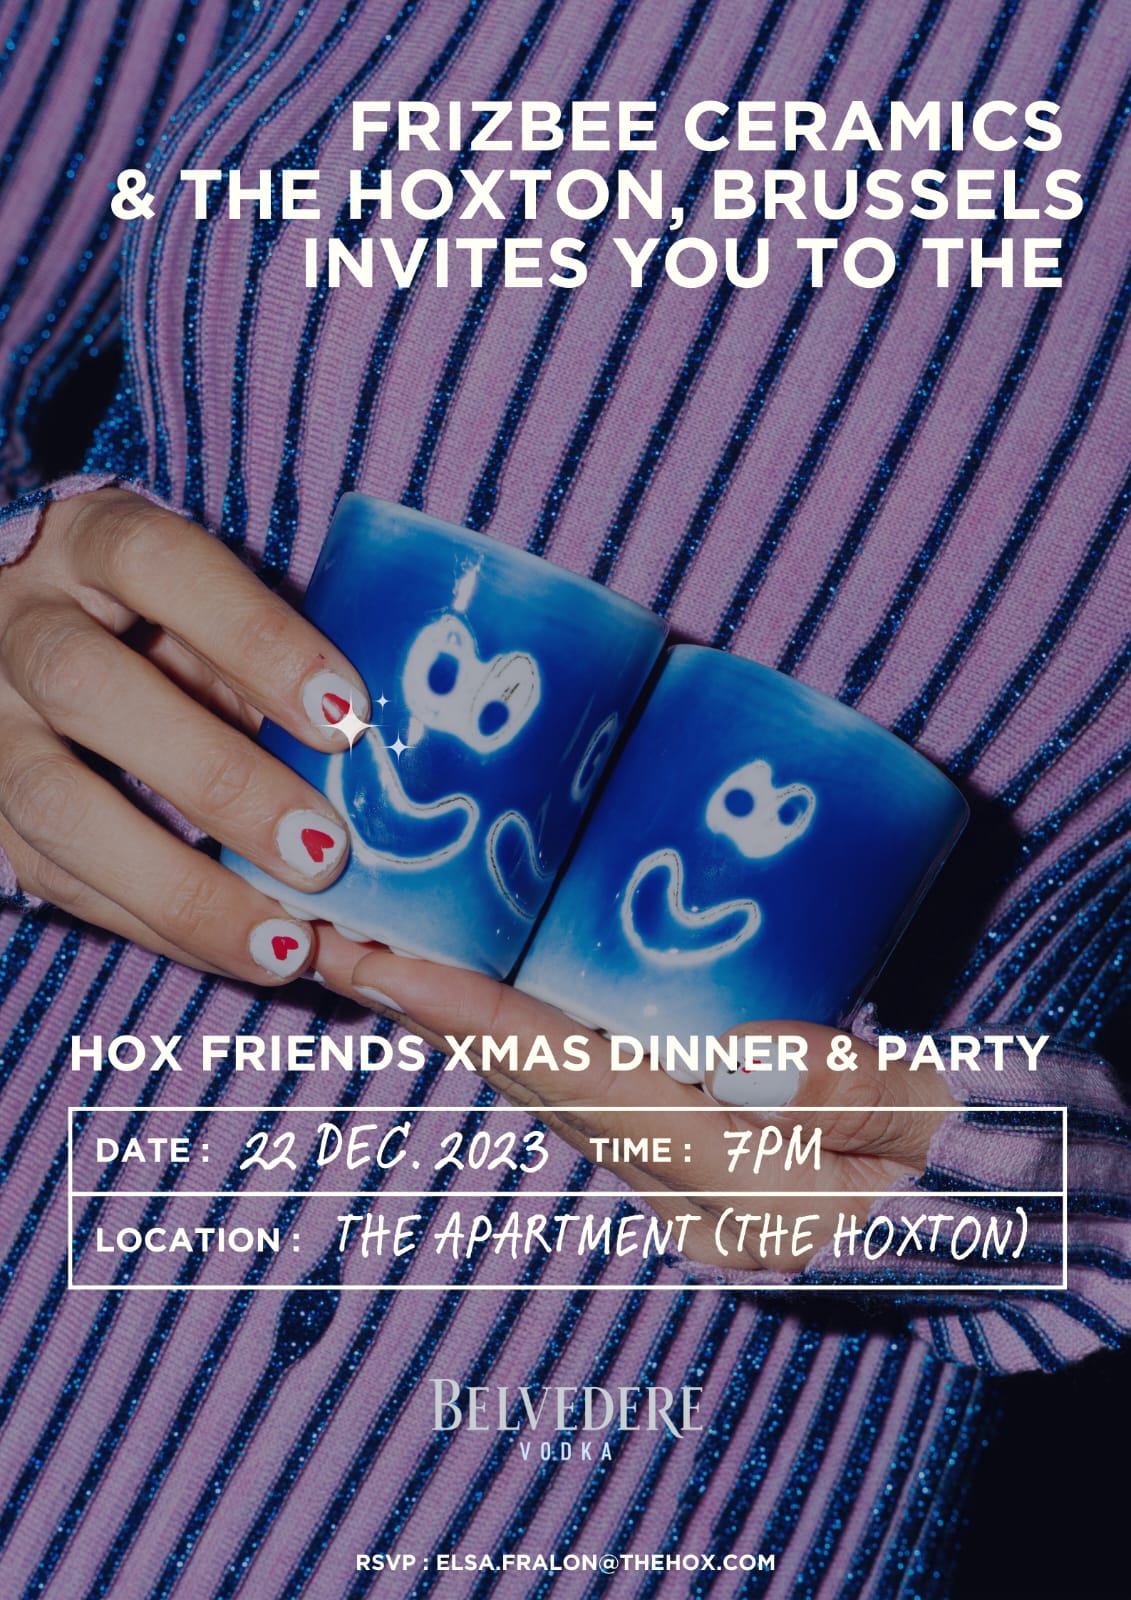 FRIZBEE CERAMICS
& THE HOXTON, BRUSSELS
INVITES YOU TO THE
HOX FRIENDS XMAS DINNER & PARTY
DATE : 22 DEC. 2023 TIME : 7PM
LOCATION : THE APARTMENT (THE HOXTON)
BELVEDERE
VODKA
RSVP : ELSA.FRALON@THEHOX.COM